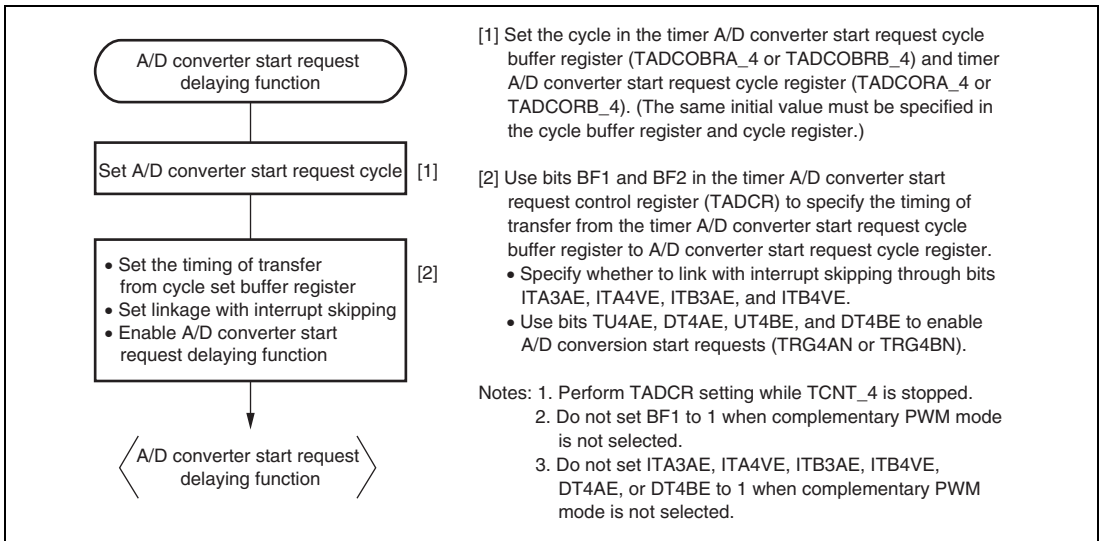 A/D converter start request
delaying function
Set A/D converter start request cycle [1]
• Set the timing of transfer
from cycle set buffer register
• Set linkage with interrupt skipping
• Enable A/D converter start
request delaying function
[2]
A/D converter start request
delaying function
[1] Set the cycle in the timer A/D converter start request cycle
buffer register (TADCOBRA_4 or TADCOBRB_4) and timer
A/D converter start request cycle register (TADCORA_4 or
TADCORB_4). (The same initial value must be specified in
the cycle buffer register and cycle register.)
[2] Use bits BF1 and BF2 in the timer A/D converter start
request control register (TADCR) to specify the timing of
transfer from the timer A/D converter start request cycle
buffer register to A/D converter start request cycle register.
• Specify whether to link with interrupt skipping through bits
ITA3AE, ITA4VE, ITB3AE, and ITB4VE.
• Use bits TU4AE, DT4AE, UT4BE, and DT4BE to enable
A/D conversion start requests (TRG4AN or TRG4BN).
Notes: 1. Perform TADCR setting while TCNT_4 is stopped.
2. Do not set BF1 to 1 when complementary PWM mode
is not selected.
3. Do not set ITA3AE, ITA4VE, ITB3AE, ITB4VE,
DT4AE, or DT4BE to 1 when complementary PWM
mode is not selected.